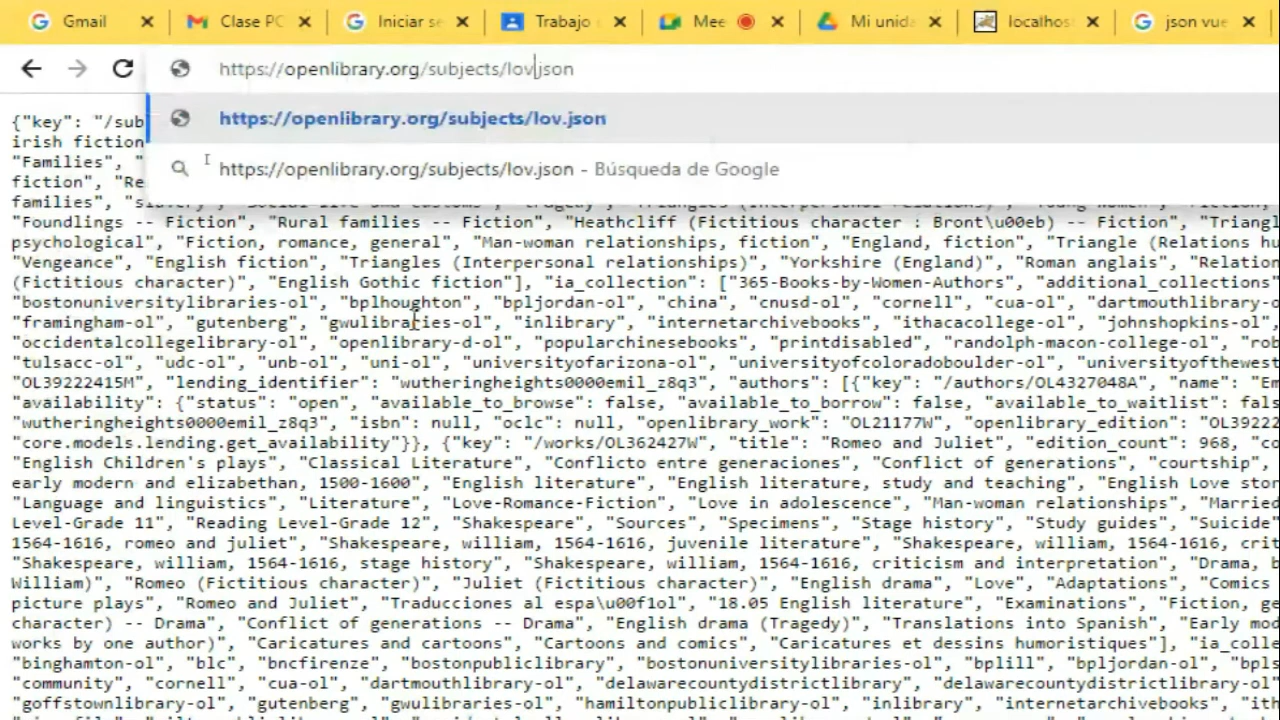 Gmail
Clase PC
Iniciar se
Trabajo
Mee
Mi unida
localhos
json vue
https://openlibrary.org/subjects/lov.json
https://openlibrary.org/subjects/lov.json
https://openlibrary.org/subjects/lov.json - Búsqueda de Google
{"key": "/sub
irish fiction
"Families", "
fiction", "Re
families",
"Foundlings -- Fiction", "Rural families -- Fiction", "Heathcliff (Fictitious character : Bront\u00eb) -- Fiction", "Triangl
psychological", "Fiction, romance, general", "Man-woman relationships, fiction", "England, fiction", "Triangle (Relations hu
"Vengeance", "English fiction", "Triangles (Interpersonal relationships)", "Yorkshire (England)", "Roman anglais", "Relation
(Fictitious character)", "English Gothic fiction"], "ia_collection": ["365-Books-by-Women-Authors", "additional_collections"
"bostonuniversitylibraries-ol", "bplhoughton", "bpljordan-ol", "china", "cnusd-ol", "cornell", "cua-ol", "dartmouthlibrary-o
"framingham-ol", "gutenberg", "gwulibraries-ol", "inlibrary", "internetarchivebooks", "ithacacollege-ol", "johnshopkins-ol",
"occidentalcollegelibrary-ol", "openlibrary-d-ol", "popularchinesebooks", "printdisabled", "randolph-macon-college-ol", "rob
"tulsacc-ol", "udc-ol", "unb-ol", "uni-ol", "universityofarizona-ol", "universityofcoloradoboulder-ol", "universityofthewest
"OL39222415M", "lending_identifier": "wutheringheights0000emil_z8q3", "authors": [{"key": "/authors/OL4327048A", "name": "Em
"availability": {"status": "open", "available_to_browse": false, "available_to_borrow": false, "available_to_waitlist": fals
"wutheringheights0000emil_z8q3", "isbn": null, "oclc": null, "openlibrary_work": "OL21177W", "openlibrary_edition": "OL39222
"core.models.lending.get_availability"}}, {"key": "/works/OL362427W", "title": "Romeo and Juliet", "edition_count": 968, "co
"English Children's plays", "Classical Literature", "Conflicto entre generaciones", "Conflict of generations", "courtship",
early modern and elizabethan, 1500-1600", "English literature", "English literature, study and teaching", "English Love stor
"Language and linguistics", "Literature", "Love-Romance-Fiction", "Love in adolescence", "Man-woman relationships", "Married
Level-Grade 11", "Reading Level-Grade 12", "Shakespeare", "Sources", "Specimens", "Stage history", "Study guides", "Suicide"
1564-1616, romeo and juliet", "Shakespeare, william, 1564-1616, juvenile literature", "Shakespeare, william, 1564-1616, crit
"Shakespeare, william, 1564-1616, stage history", "Shakespeare, william, 1564-1616, criticism and interpretation", "Drama, b
William)", "Romeo (Fictitious character)", "Juliet (Fictitious character)", "English drama", "Love", "Adaptations", "Comics
picture plays", "Romeo and Juliet", "Traducciones al espa\u00f1ol", "18.05 English literature", "Examinations", "Fiction, ge
character) -- Drama", "Conflict of generations -- Drama", "English drama (Tragedy)", "Translations into Spanish", "Early mod
works by one author)", "Caricatures and cartoons", "Cartoons and comics", "Caricatures et dessins humoristiques"], "ia_colle
"binghamton-ol", "blc", "bncfirenze", "bostonpubliclibrary", "bostonuniversitylibraries-ol", "bplill", "bpljordan-ol", "bpls
"community", "cornell", "cua-ol", "dartmouthlibrary-ol", "delawarecountydistrictlibrary", "delawarecountydistrictlibrary-ol"
"goffstownlibrary-ol", "gutenberg", "gwulibraries-ol", "hamiltonpubliclibrary-ol", "inlibrary", "internetarchivebooks", "ith